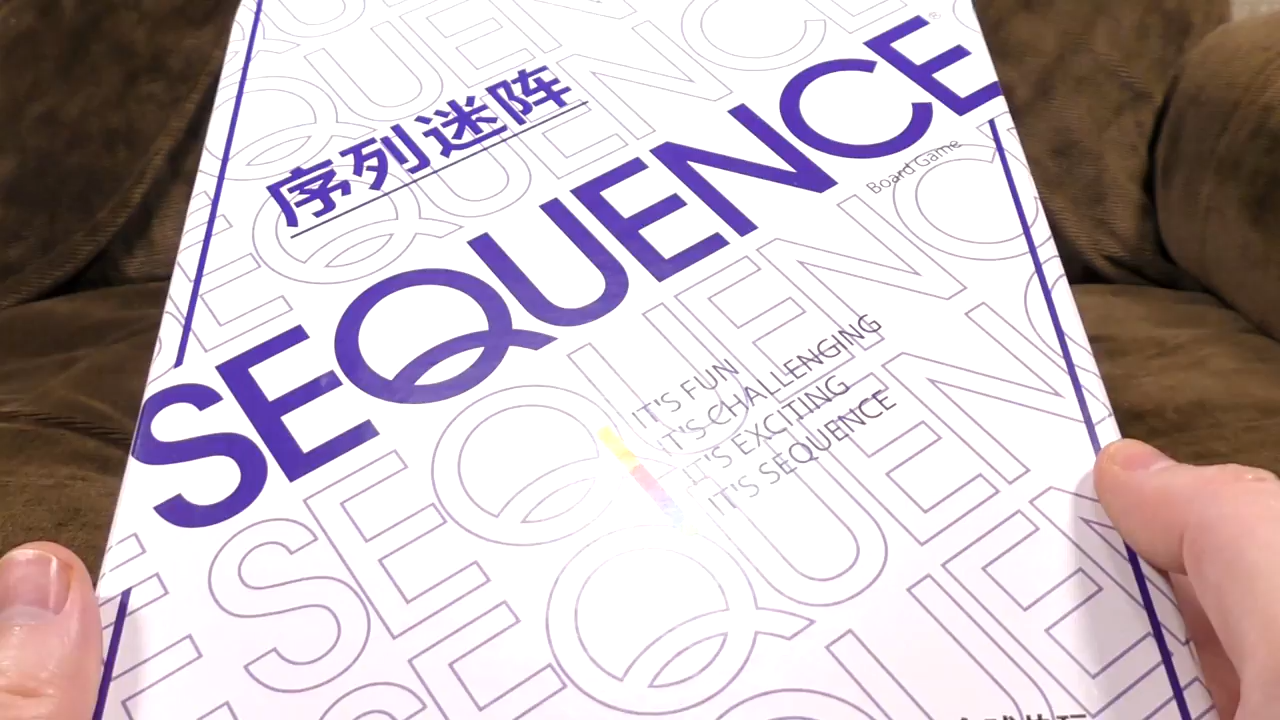 序列迷阵
SEQUENCE®
Board Game
IT'S FUN
IT'S CHALLENGING
IT'S EXCITING
IT'S SEQUENCE